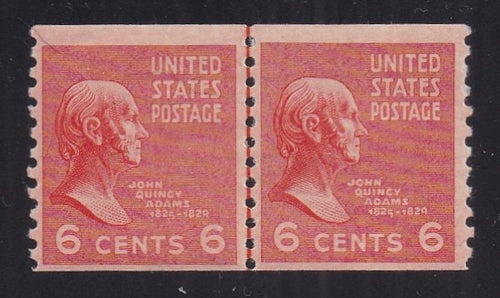 UNITED
STATES
POSTAGE
JOHN
QUINCY
ADAMS
1825-1829
6 CENTS 6
UNITED
STATES
POSTAGE
JOHN
QUINCY
ADAMS
1825-1829
6 CENTS 6